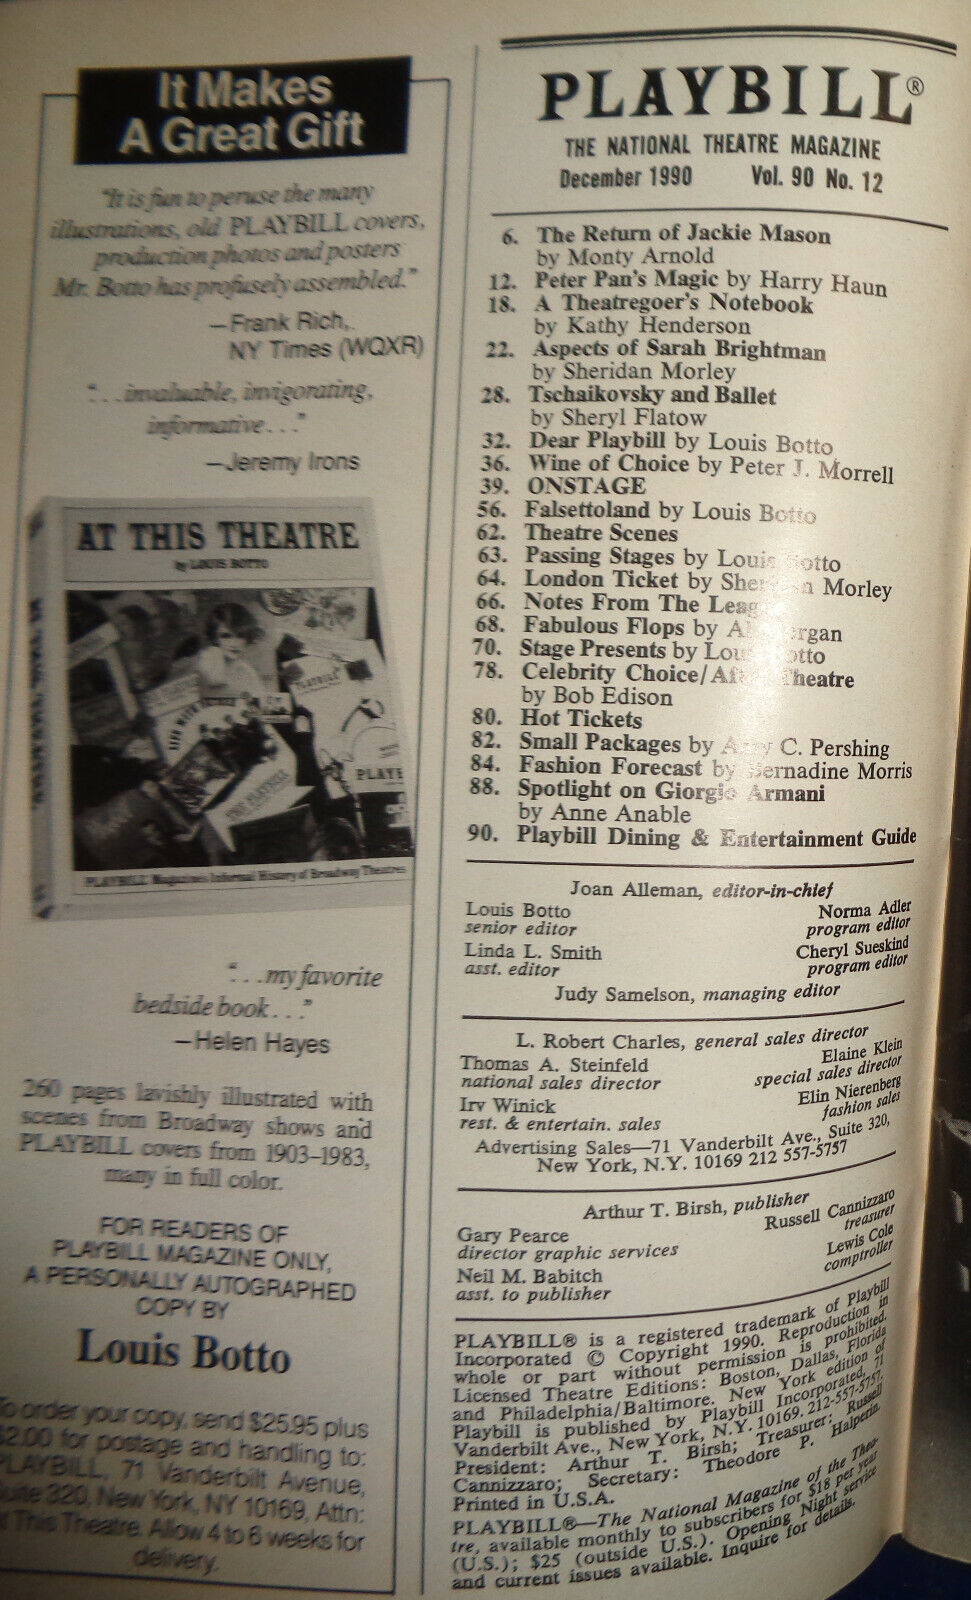 It Makes
A Great Gift
"It is fun to peruse the many
illustrations, old PLAYBILL covers,
production photos and posters
Mr. Botto has profusely assembled."
—Frank Rich,
NY Times (WQXR)
". . . invaluable, invigorating,
informative. . ."
—Jeremy Irons
AT THIS THEATRE
by LOUIS BOTTO
PLAYBILL
THE PLAYBILL
PLAYB
PLAYBILL Magazine's Informal History of Broadway Theatres
". . . my favorite
bedside book. . ."
—Helen Hayes
260 pages lavishly illustrated with
scenes from Broadway shows and
PLAYBILL covers from 1903–1983,
many in full color.
FOR READERS OF
PLAYBILL MAGAZINE ONLY,
A PERSONALLY AUTOGRAPHED
COPY BY
Louis Botto
To order your copy, send $25.95 plus
$2.00 for postage and handling to:
PLAYBILL, 71 Vanderbilt Avenue,
Suite 320, New York, NY 10169, Attn:
At This Theatre. Allow 4 to 6 weeks for
delivery.
PLAYBILL®
THE NATIONAL THEATRE MAGAZINE
December 1990 Vol. 90 No. 12
6. The Return of Jackie Mason
by Monty Arnold
12. Peter Pan's Magic by Harry Haun
18. A Theatregoer's Notebook
by Kathy Henderson
22. Aspects of Sarah Brightman
by Sheridan Morley
28. Tschaikovsky and Ballet
by Sheryl Flatow
32. Dear Playbill by Louis Botto
36. Wine of Choice by Peter J. Morrell
39. ONSTAGE
56. Falsettoland by Louis Botto
62. Theatre Scenes
63. Passing Stages by Louis Botto
64. London Ticket by Sheridan Morley
66. Notes From The
68. Fabulous Flops by
70. Stage Presents by Louis Botto
78. Celebrity Choice/After Theatre
by Bob Edison
80. Hot Tickets
82. Small Packages by C. Pershing
84. Fashion Forecast by Bernadine Morris
88. Spotlight on Giorgio Armani
by Anne Anable
90. Playbill Dining & Entertainment Guide
Joan Alleman, editor-in-chief
Louis Botto Norma Adler
senior editor program editor
Linda L. Smith Cheryl Sueskind
asst. editor program editor
Judy Samelson, managing editor
L. Robert Charles, general sales director
Thomas A. Steinfeld Elaine Klein
national sales director special sales director
Irv Winick Elin Nierenberg
rest. & entertain. sales fashion sales
Advertising Sales—71 Vanderbilt Ave., Suite 320,
New York, N.Y. 10169 212 557-5757
Arthur T. Birsh, publisher
Gary Pearce Russell Cannizzaro
director graphic services treasurer
Neil M. Babitch Lewis Cole
asst. to publisher comptroller
PLAYBILL® is a registered trademark of Playbill
Incorporated © Copyright 1990. Reproduction in
whole or part without permission is prohibited.
Licensed Theatre Editions: Boston, Dallas, Florida
and Philadelphia/Baltimore. New York edition of
Playbill is published by Playbill Incorporated, 71
Vanderbilt Ave., New York, N.Y. 10169. 212-557-5757.
President: Arthur T. Birsh; Treasurer: Russell
Cannizzaro; Secretary: Theodore P. Halperin.
Printed in U.S.A.
PLAYBILL®—The National Magazine of the Thea-
tre, available monthly to subscribers for $18 per year
(U.S.); $25 (outside U.S.). Opening Night service
and current issues available. Inquire for details.